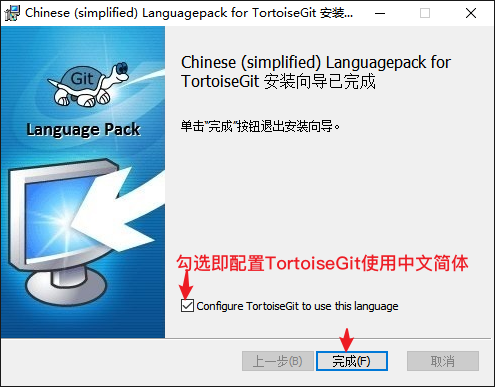 Chinese (simplified) Languagepack for TortoiseGit 安装...
Git
Language Pack
Chinese (simplified) Languagepack for
TortoiseGit 安装向导已完成
单击"完成"按钮退出安装向导。
勾选即配置TortoiseGit使用中文简体
Configure TortoiseGit to use this language
上一步(B)
完成(F)
取消